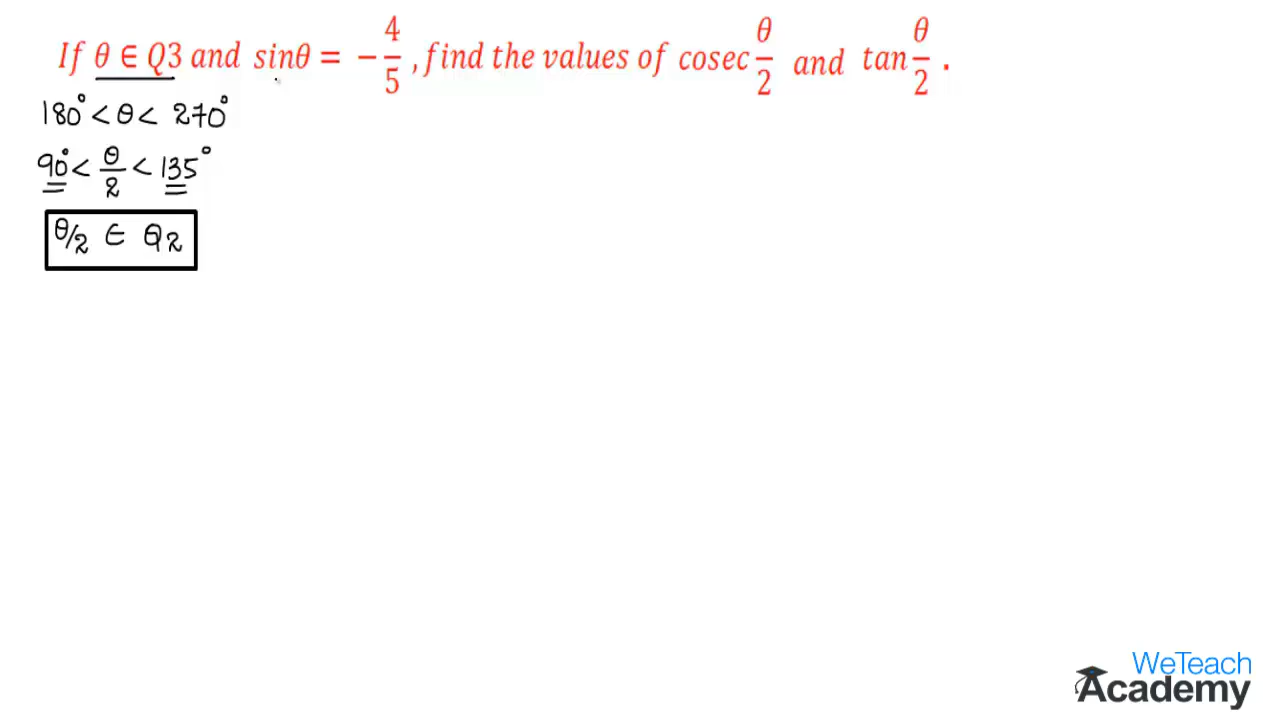 If θ ∈ Q3 and sinθ = −4/5 , find the values of cosec θ/2 and tan θ/2 .
180° < θ < 270°
90° < θ/2 < 135°
θ/2 ∈ Q2
WeTeach
Academy